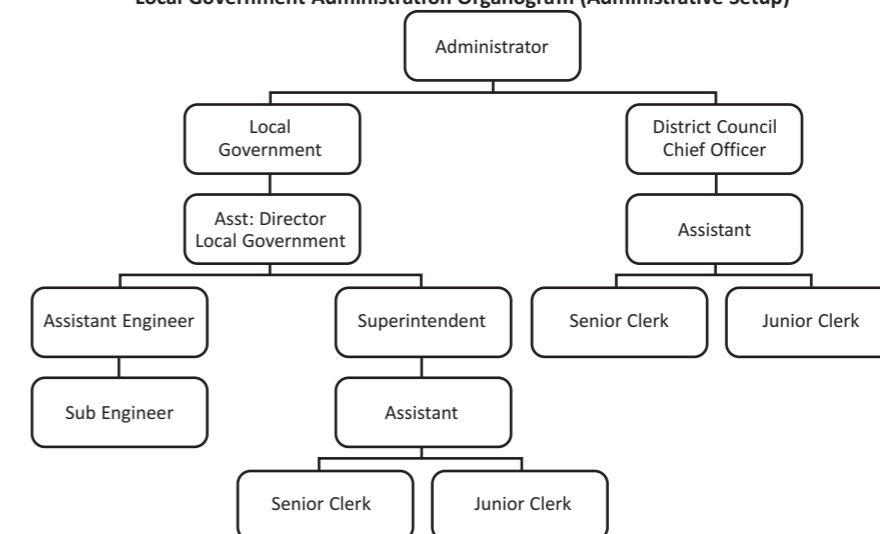 Local Government Administration Organogram (Administrative Setup)
Administrator
Local
Government
District Council
Chief Officer
Asst: Director
Local Government
Assistant
Assistant Engineer
Superintendent
Senior Clerk
Junior Clerk
Sub Engineer
Assistant
Senior Clerk
Junior Clerk